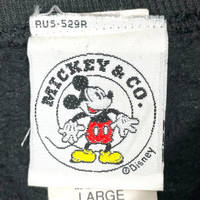 RU5-529R
MICKEY & CO.
©Disney
LARGE